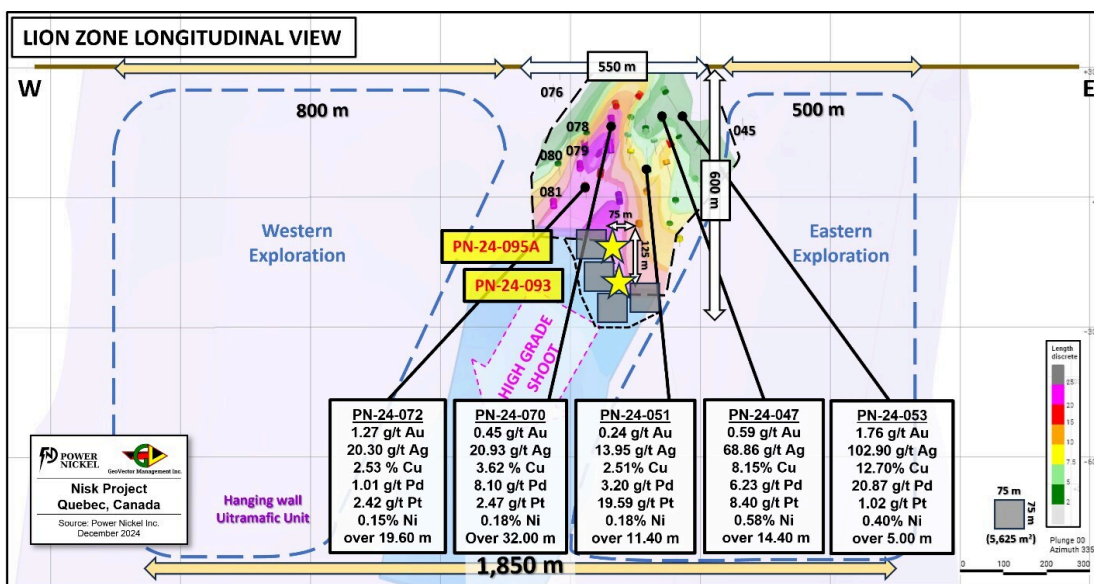 LION ZONE LONGITUDINAL VIEW
W
E
800 m
550 m
500 m
600 m
076
078
079
080
081
045
75 m
125 m
Western
Exploration
Eastern
Exploration
PN-24-095A
PN-24-093
HIGH GRADE
SHOOT
PN-24-072
1.27 g/t Au
20.30 g/t Ag
2.53 % Cu
1.01 g/t Pd
2.42 g/t Pt
0.15% Ni
over 19.60 m
PN-24-070
0.45 g/t Au
20.93 g/t Ag
3.62 % Cu
8.10 g/t Pd
2.47 g/t Pt
0.18% Ni
Over 32.00 m
PN-24-051
0.24 g/t Au
13.95 g/t Ag
2.51% Cu
3.20 g/t Pd
19.59 g/t Pt
0.18% Ni
over 11.40 m
PN-24-047
0.59 g/t Au
68.86 g/t Ag
8.15% Cu
6.23 g/t Pd
8.40 g/t Pt
0.58% Ni
over 14.40 m
PN-24-053
1.76 g/t Au
102.90 g/t Ag
12.70% Cu
20.87 g/t Pd
1.02 g/t Pt
0.40% Ni
over 5.00 m
POWER
NICKEL
GeoVector Management Inc.
Nisk Project
Quebec, Canada
Source: Power Nickel Inc.
December 2024
Hanging wall
Ultramafic Unit
1,850 m
75 m
75 m
(5,625 m²)
Length
discrete
25
20
15
10
7.5
5
2
Plunge 00
Azimuth 335
0 100 200 300